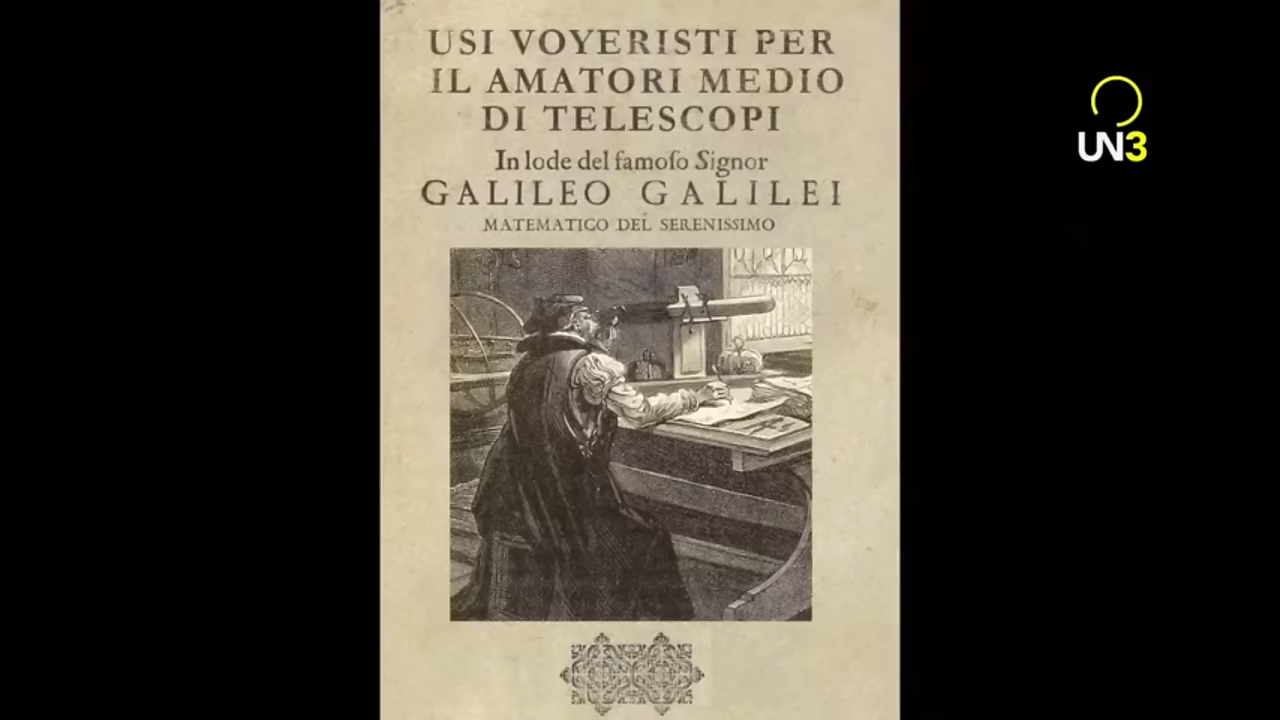 USI VOYERISTI PER
IL AMATORI MEDIO
DI TELESCOPI
In lode del famoſo Signor
GALILEO GALILEI
MATEMATICO DEL SERENISSIMO
UN3